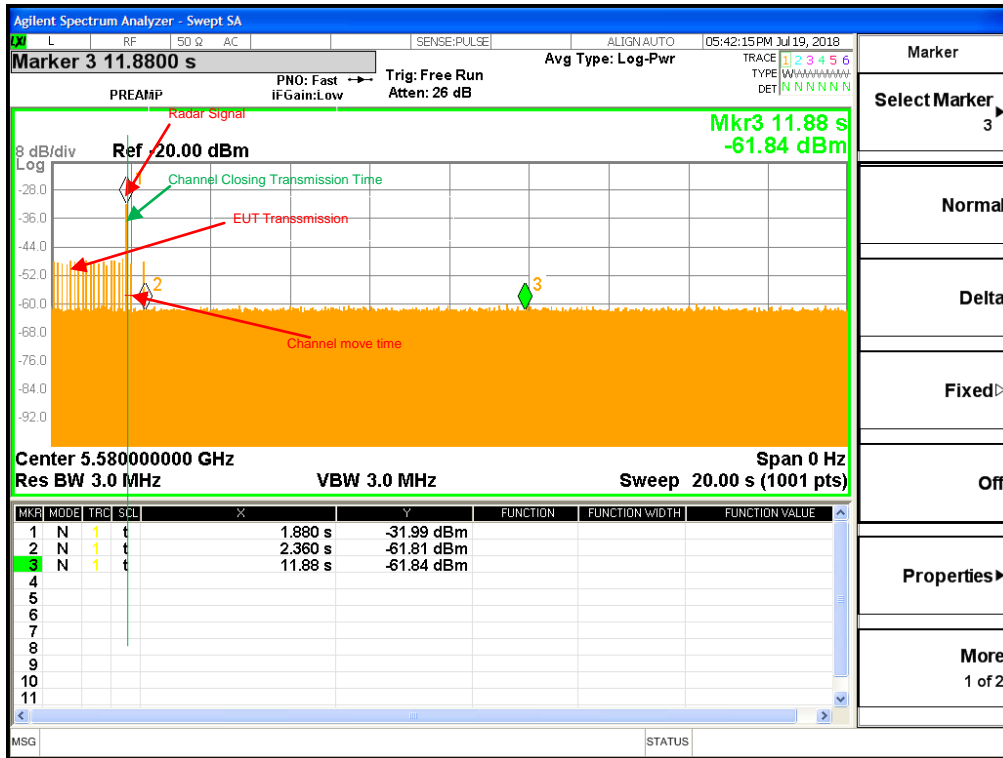 Agilent Spectrum Analyzer - Swept SA
LXI L RF 50 Ω AC SENSE:PULSE ALIGN AUTO 05:42:15 PM Jul 19, 2018
Marker 3 11.8800 s
PREAMP
PNO: Fast
IFGain:Low
Trig: Free Run
Atten: 26 dB
Avg Type: Log-Pwr
TRACE 1 2 3 4 5 6
TYPE W
DET N N N N N N
Radar Signal
Mkr3 11.88 s
-61.84 dBm
8 dB/div Ref -20.00 dBm
Log
Channel Closing Transmission Time
EUT Transsmission
Channel move time
-28.0
-36.0
-44.0
-52.0
-60.0
-68.0
-76.0
-84.0
-92.0
1
2
3
Center 5.580000000 GHz Span 0 Hz
Res BW 3.0 MHz VBW 3.0 MHz Sweep 20.00 s (1001 pts)
MKR MODE TRC SCL X Y FUNCTION FUNCTION WIDTH FUNCTION VALUE
1 N 1 t 1.880 s -31.99 dBm
2 N 1 t 2.360 s -61.81 dBm
3 N 1 t 11.88 s -61.84 dBm
4
5
6
7
8
9
10
11
MSG STATUS
Marker
Select Marker
3
Normal
Delta
Fixed
Off
Properties
More
1 of 2